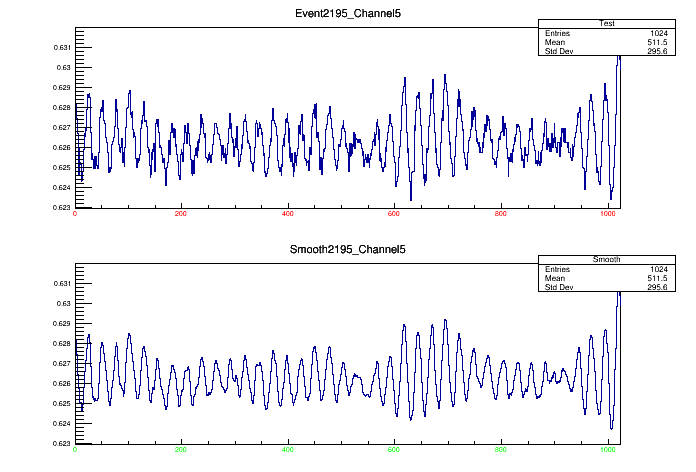 Event2195_Channel5
Test
Entries 1024
Mean 511.5
Std Dev 295.6
0.631
0.63
0.629
0.628
0.627
0.626
0.625
0.624
0.623
0 200 400 600 800 1000
Smooth2195_Channel5
Smooth
Entries 1024
Mean 511.5
Std Dev 295.6
0.631
0.63
0.629
0.628
0.627
0.626
0.625
0.624
0.623
0 200 400 600 800 1000